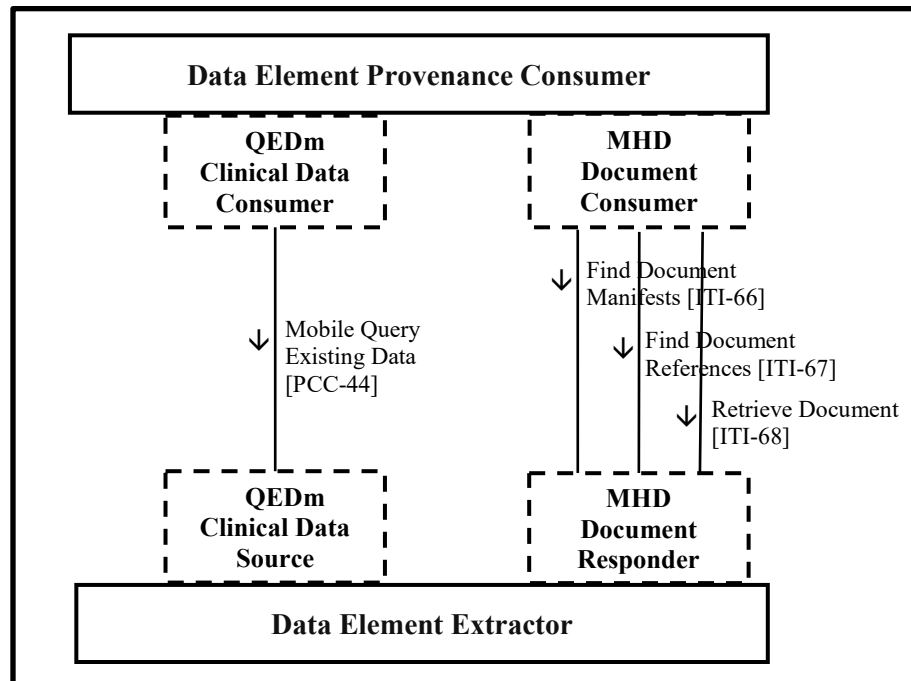 Data Element Provenance Consumer
QEDm
Clinical Data
Consumer
MHD
Document
Consumer
Find Document
Manifests [ITI-66]
Mobile Query
Existing Data
[PCC-44]
Find Document
References [ITI-67]
Retrieve Document
[ITI-68]
QEDm
Clinical Data
Source
MHD
Document
Responder
Data Element Extractor